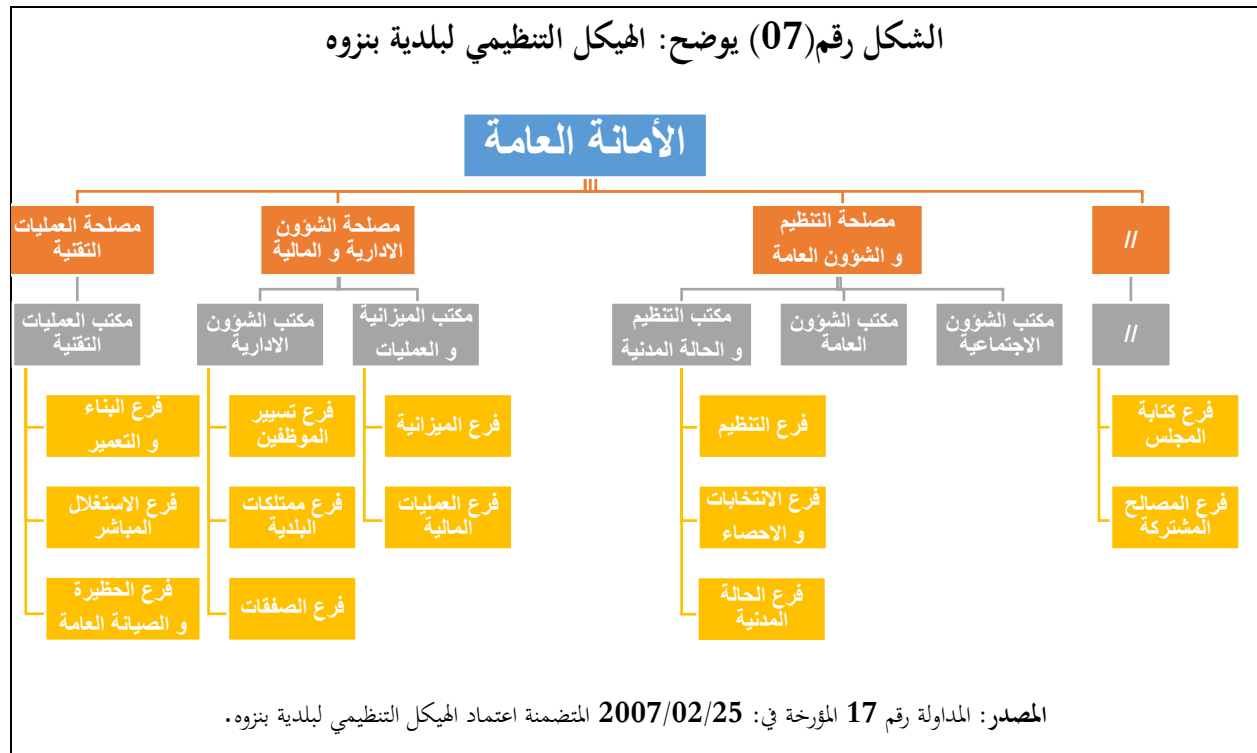 الشكل رقم(07) يوضح: الهيكل التنظيمي لبلدية بنزوه
الأمانة العامة
//
مصلحة التنظيم
و الشؤون العامة
مصلحة الشؤون
الادارية و المالية
مصلحة العمليات
التقنية
//
مكتب الشؤون
الاجتماعية
مكتب الشؤون
العامة
مكتب التنظيم
و الحالة المدنية
مكتب الميزانية
و العمليات
مكتب الشؤون
الادارية
مكتب العمليات
التقنية
فرع كتابة
المجلس
فرع المصالح
المشتركة
فرع التنظيم
فرع الانتخابات
و الاحصاء
فرع الحالة
المدنية
فرع الميزانية
فرع العمليات
المالية
فرع تسيير
الموظفين
فرع ممتلكات
البلدية
فرع الصفقات
فرع البناء
و التعمير
فرع الاستغلال
المباشر
فرع الحظيرة
و الصيانة العامة
المصدر: المداولة رقم 17 المؤرخة في: 2007/02/25 المتضمنة اعتماد الهيكل التنظيمي لبلدية بنزوه.